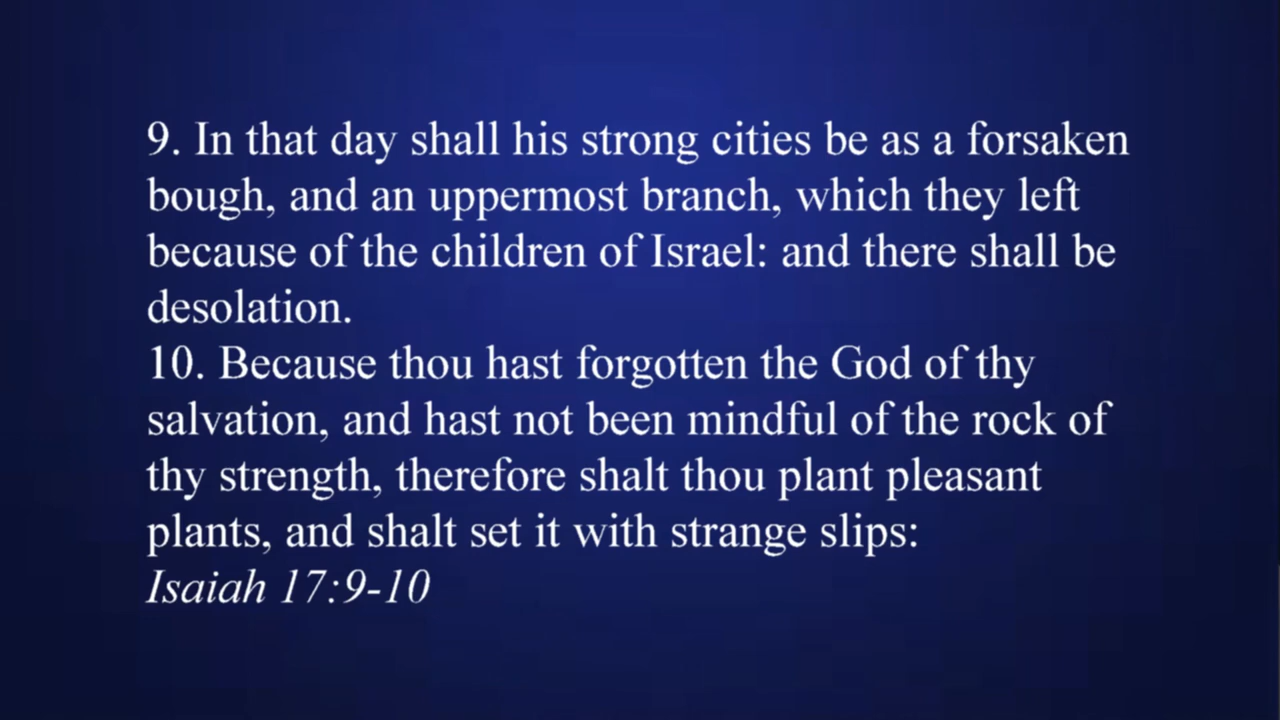 9. In that day shall his strong cities be as a forsaken
bough, and an uppermost branch, which they left
because of the children of Israel: and there shall be
desolation.
10. Because thou hast forgotten the God of thy
salvation, and hast not been mindful of the rock of
thy strength, therefore shalt thou plant pleasant
plants, and shalt set it with strange slips:
Isaiah 17:9-10